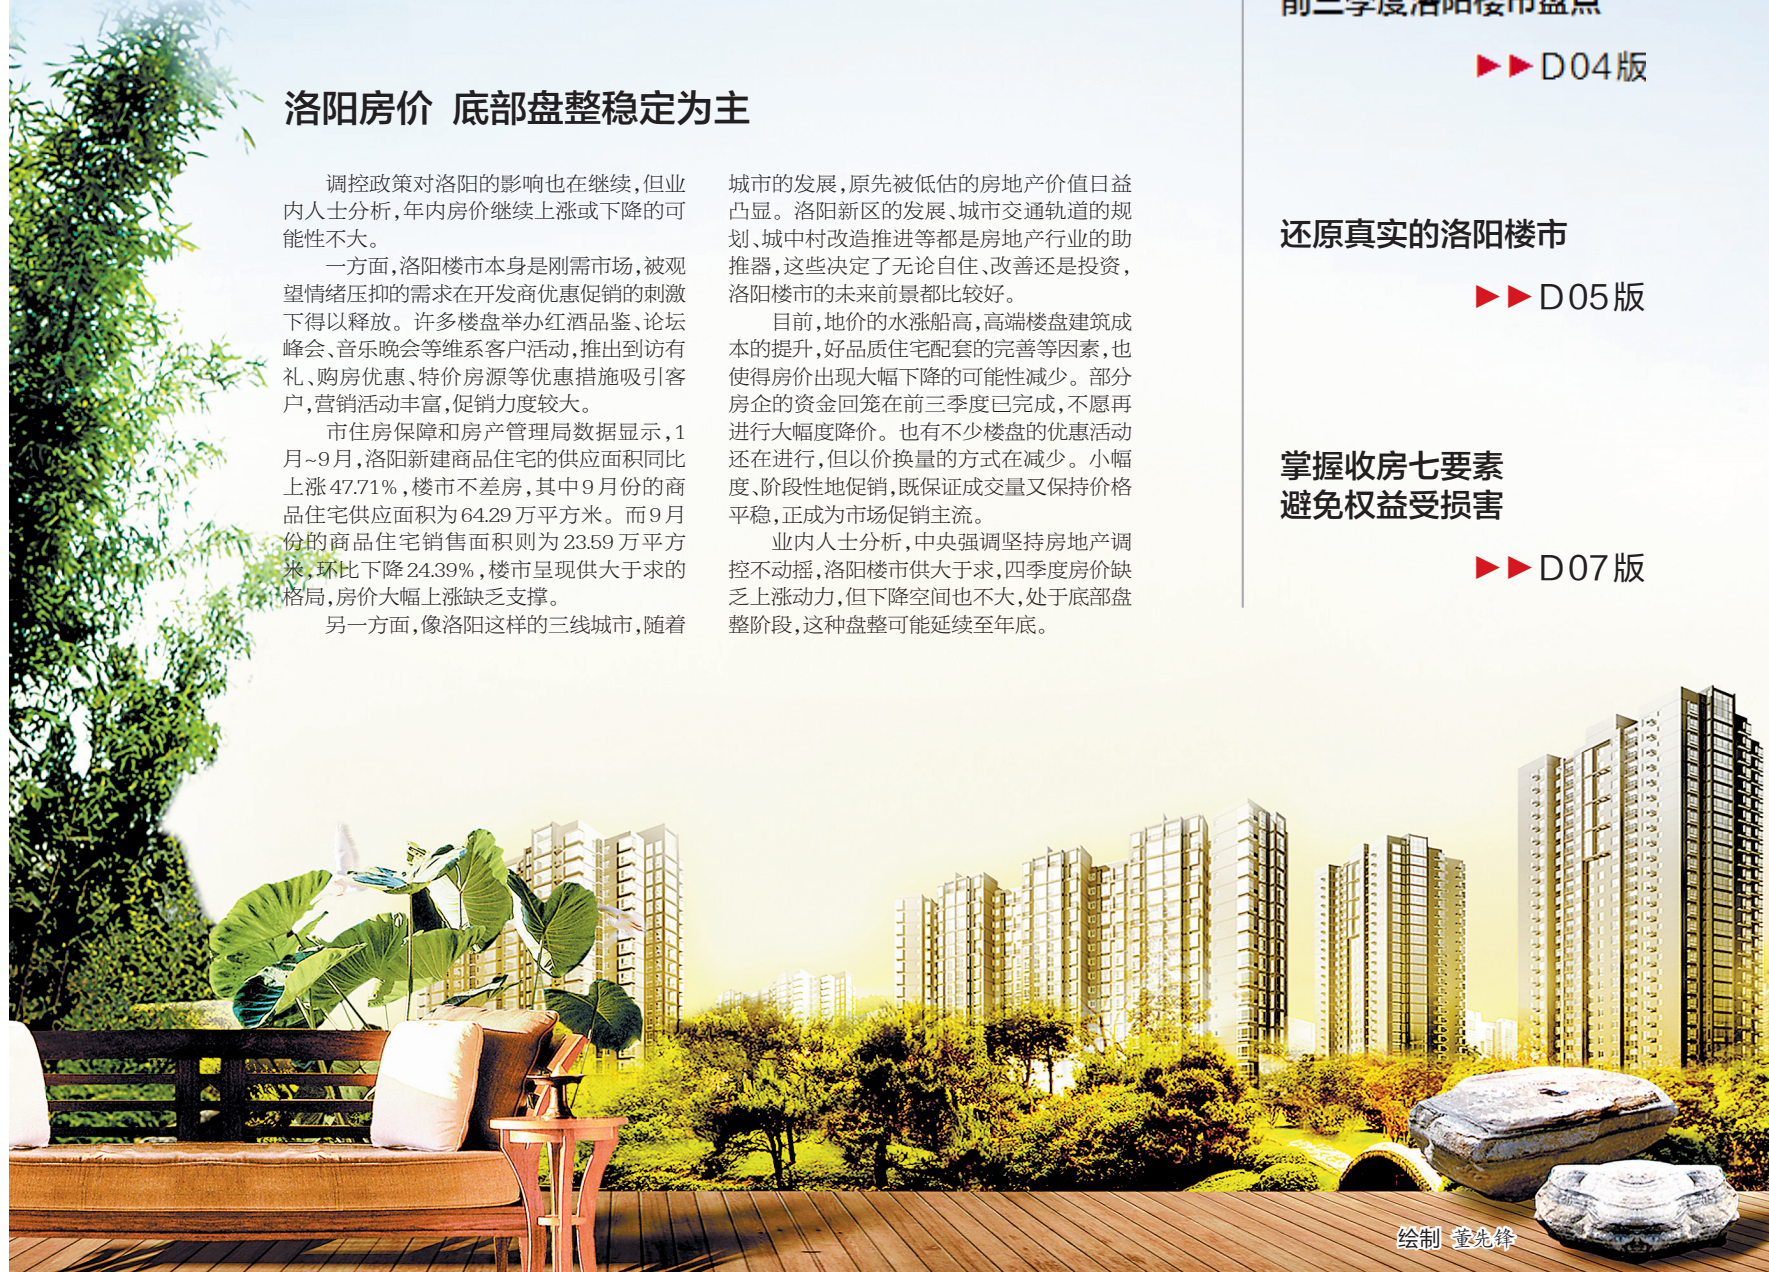 洛阳房价 底部盘整稳定为主
调控政策对洛阳的影响也在继续，但业
内人士分析，年内房价继续上涨或下降的可
能性不大。
一方面，洛阳楼市本身是刚需市场，被观
望情绪压抑的需求在开发商优惠促销的刺激
下得以释放。许多楼盘举办红酒品鉴、论坛
峰会、音乐晚会等维系客户活动，推出到访有
礼、购房优惠、特价房源等优惠措施吸引客
户，营销活动丰富，促销力度较大。
市住房保障和房产管理局数据显示，1
月~9月，洛阳新建商品住宅的供应面积同比
上涨47.71%，楼市不差房，其中9月份的商
品住宅供应面积为64.29万平方米。而9月
份的商品住宅销售面积则为23.59万平方
米，环比下降24.39%，楼市呈现供大于求的
格局，房价大幅上涨缺乏支撑。
另一方面，像洛阳这样的三线城市，随着
城市的发展，原先被低估的房地产价值日益
凸显。洛阳新区的发展、城市交通轨道的规
划、城中村改造推进等都是房地产行业的助
推器，这些决定了无论自住、改善还是投资，
洛阳楼市的未来前景都比较好。
目前，地价的水涨船高，高端楼盘建筑成
本的提升，好品质住宅配套的完善等因素，也
使得房价出现大幅下降的可能性减少。部分
房企的资金回笼在前三季度已完成，不愿再
进行大幅度降价。也有不少楼盘的优惠活动
还在进行，但以价换量的方式在减少。小幅
度、阶段性地促销，既保证成交量又保持价格
平稳，正成为市场促销主流。
业内人士分析，中央强调坚持房地产调
控不动摇，洛阳楼市供大于求，四季度房价缺
乏上涨动力，但下降空间也不大，处于底部盘
整阶段，这种盘整可能延续至年底。
前三季度洛阳楼市盘点
▶▶D04版
还原真实的洛阳楼市
▶▶D05版
掌握收房七要素
避免权益受损害
▶▶D07版
绘制 董先锋